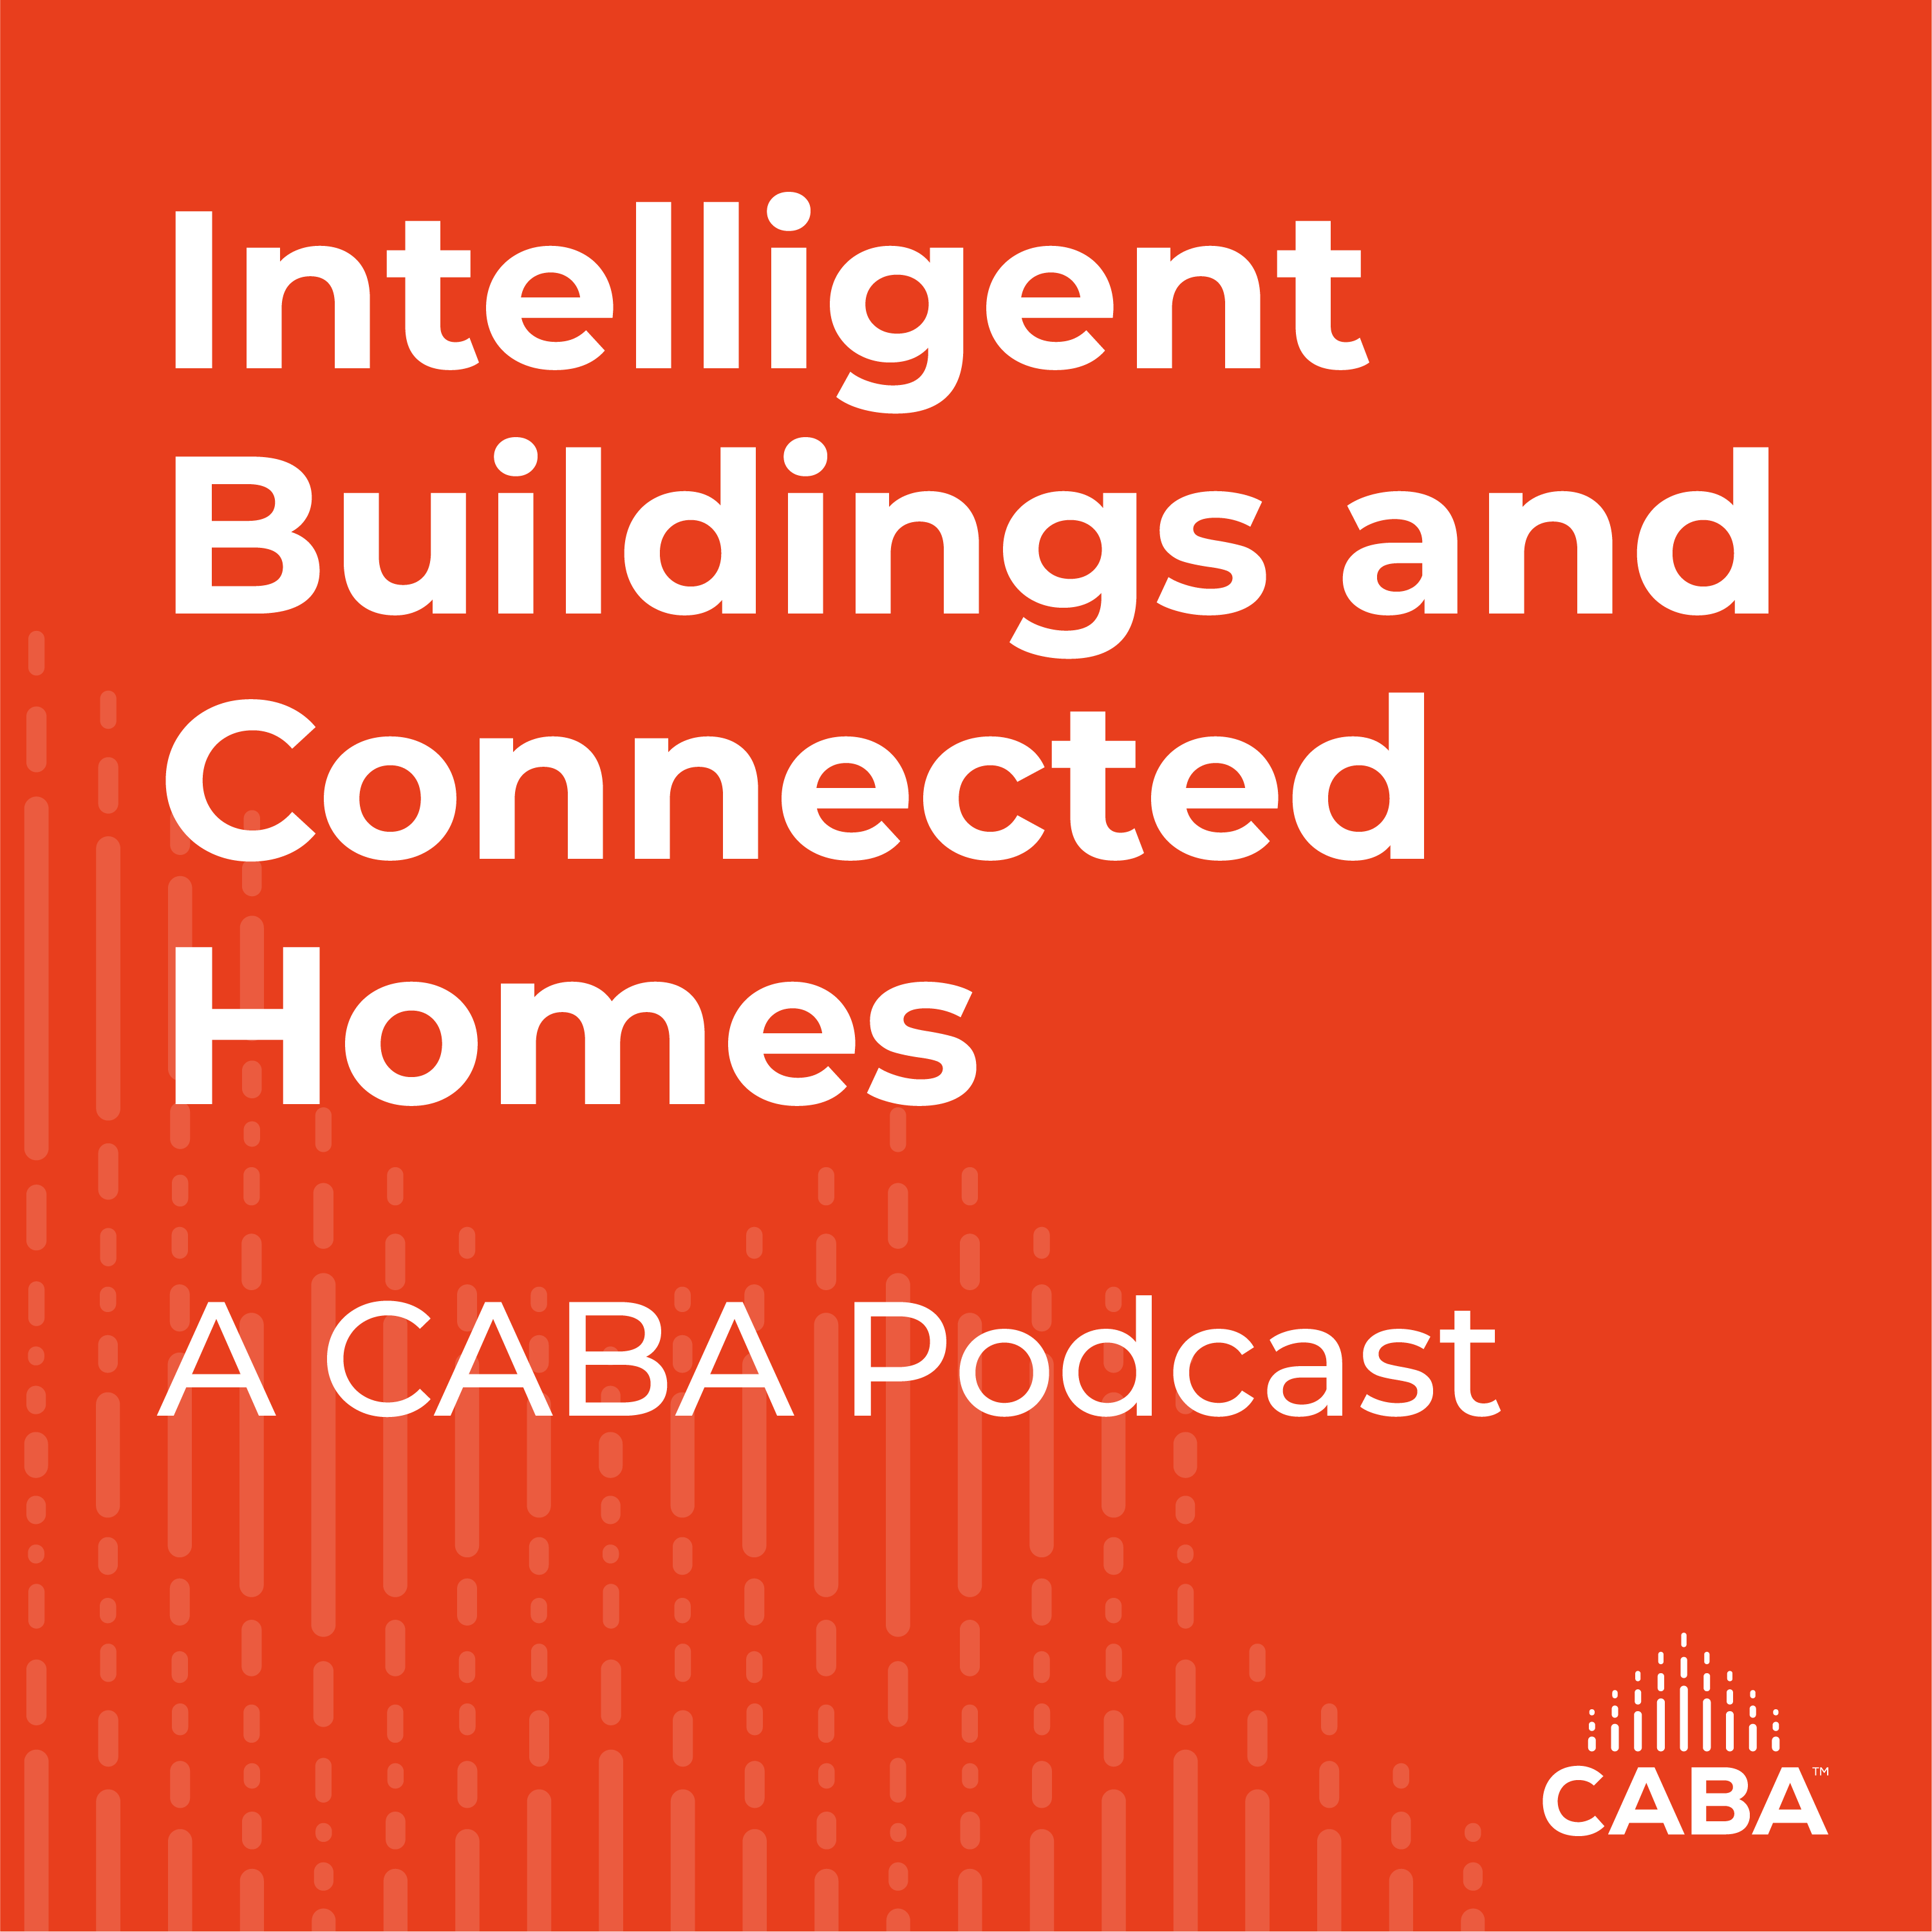 Intelligent
Buildings and
Connected
Homes
A CABA Podcast
CABA™